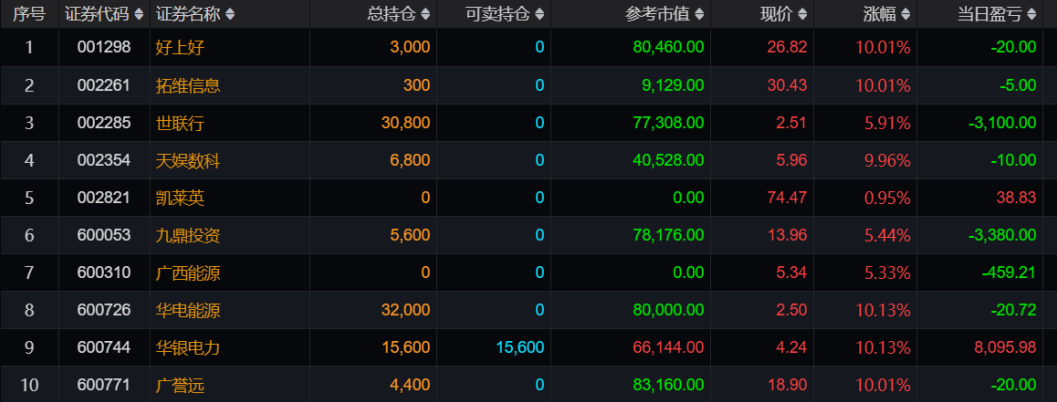 序号 证券代码 证券名称 总持仓 可卖持仓 参考市值 现价 涨幅 当日盈亏
1 001298 好上好 3,000 0 80,460.00 26.82 10.01% -20.00
2 002261 拓维信息 300 0 9,129.00 30.43 10.01% -5.00
3 002285 世联行 30,800 0 77,308.00 2.51 5.91% -3,100.00
4 002354 天娱数科 6,800 0 40,528.00 5.96 9.96% -10.00
5 002821 凯莱英 0 0 0.00 74.47 0.95% 38.83
6 600053 九鼎投资 5,600 0 78,176.00 13.96 5.44% -3,380.00
7 600310 广西能源 0 0 0.00 5.34 5.33% -459.21
8 600726 华电能源 32,000 0 80,000.00 2.50 10.13% -20.72
9 600744 华银电力 15,600 15,600 66,144.00 4.24 10.13% 8,095.98
10 600771 广誉远 4,400 0 83,160.00 18.90 10.01% -20.00